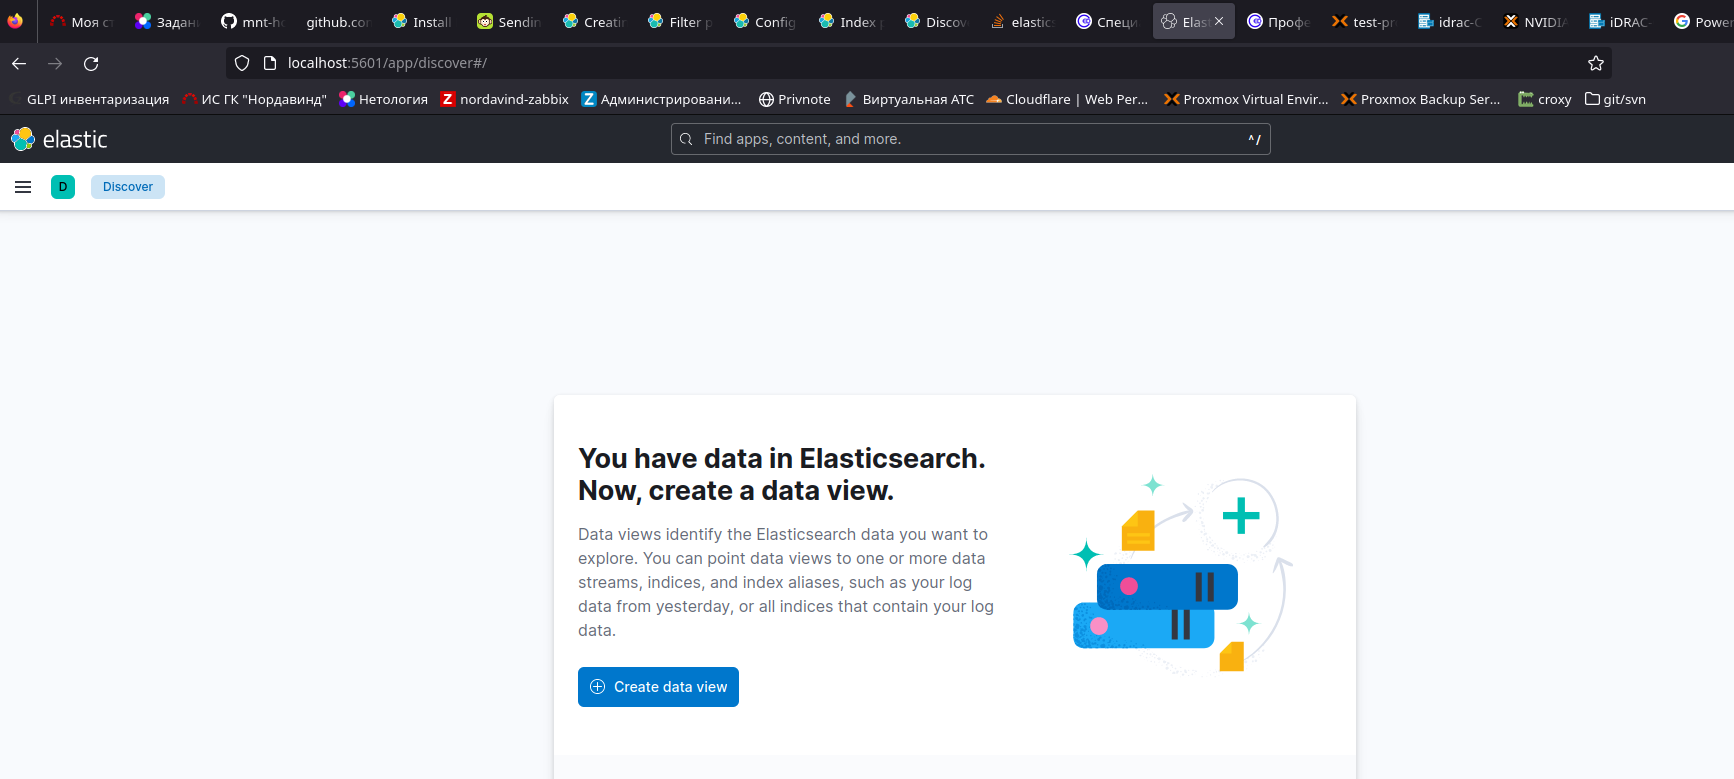 Моя с
Задан
mnt-h
github.co
Install
Sendin
Creatin
Filter p
Config
Index p
Discov
elastics
Специ
Elast
Профе
test-pr
idrac-C
NVIDIA
iDRAC-
Power
localhost:5601/app/discover#/
GLPI инвентаризация
ИС ГК "Нордавинд"
Нетология
Z nordavind-zabbix
Z Администрировани...
Privnote
Виртуальная АТС
Cloudflare | Web Per...
Proxmox Virtual Envir...
Proxmox Backup Ser...
croxy
git/svn
elastic
Find apps, content, and more.
^/
D
Discover
You have data in Elasticsearch.
Now, create a data view.
Data views identify the Elasticsearch data you want to
explore. You can point data views to one or more data
streams, indices, and index aliases, such as your log
data from yesterday, or all indices that contain your log
data.
Create data view